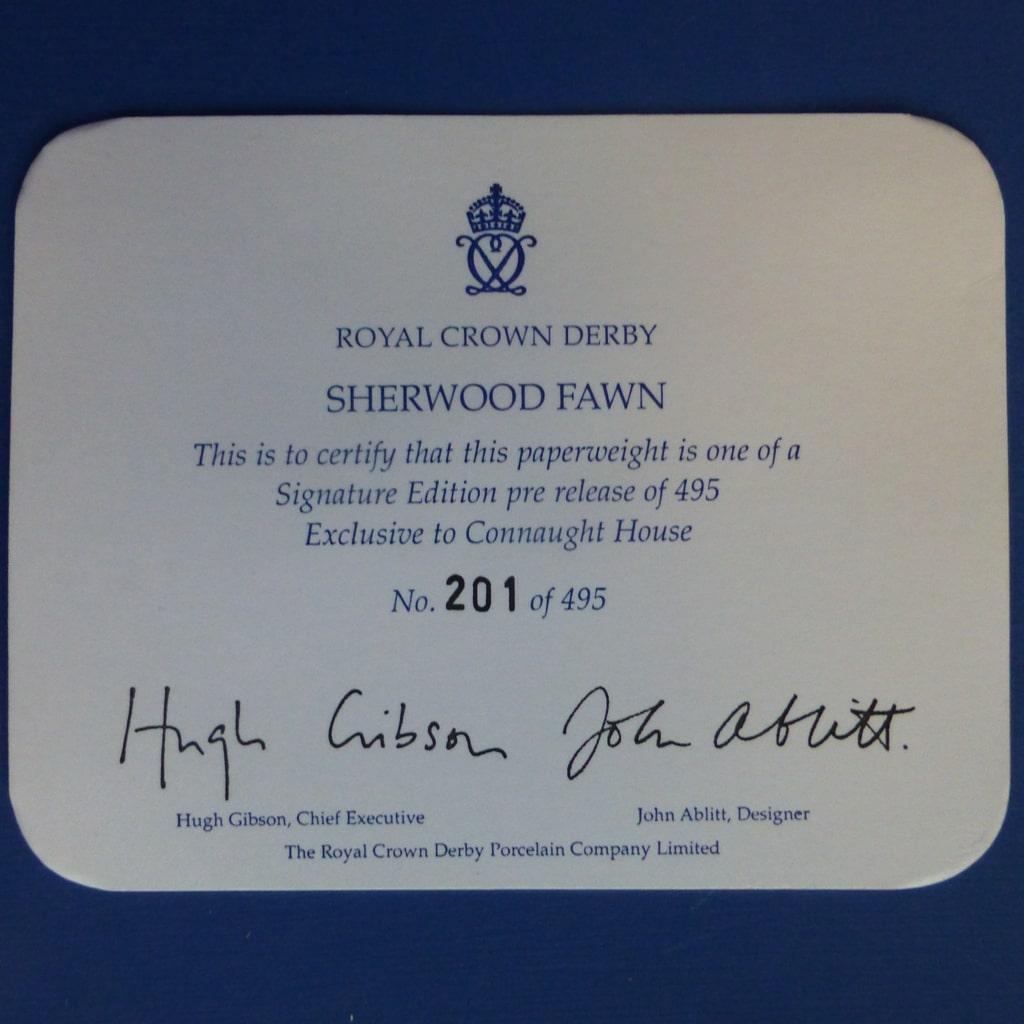 ROYAL CROWN DERBY
SHERWOOD FAWN
This is to certify that this paperweight is one of a
Signature Edition pre release of 495
Exclusive to Connaught House
No. 201 of 495
Hugh Gibson John Ablitt.
Hugh Gibson, Chief Executive John Ablitt, Designer
The Royal Crown Derby Porcelain Company Limited